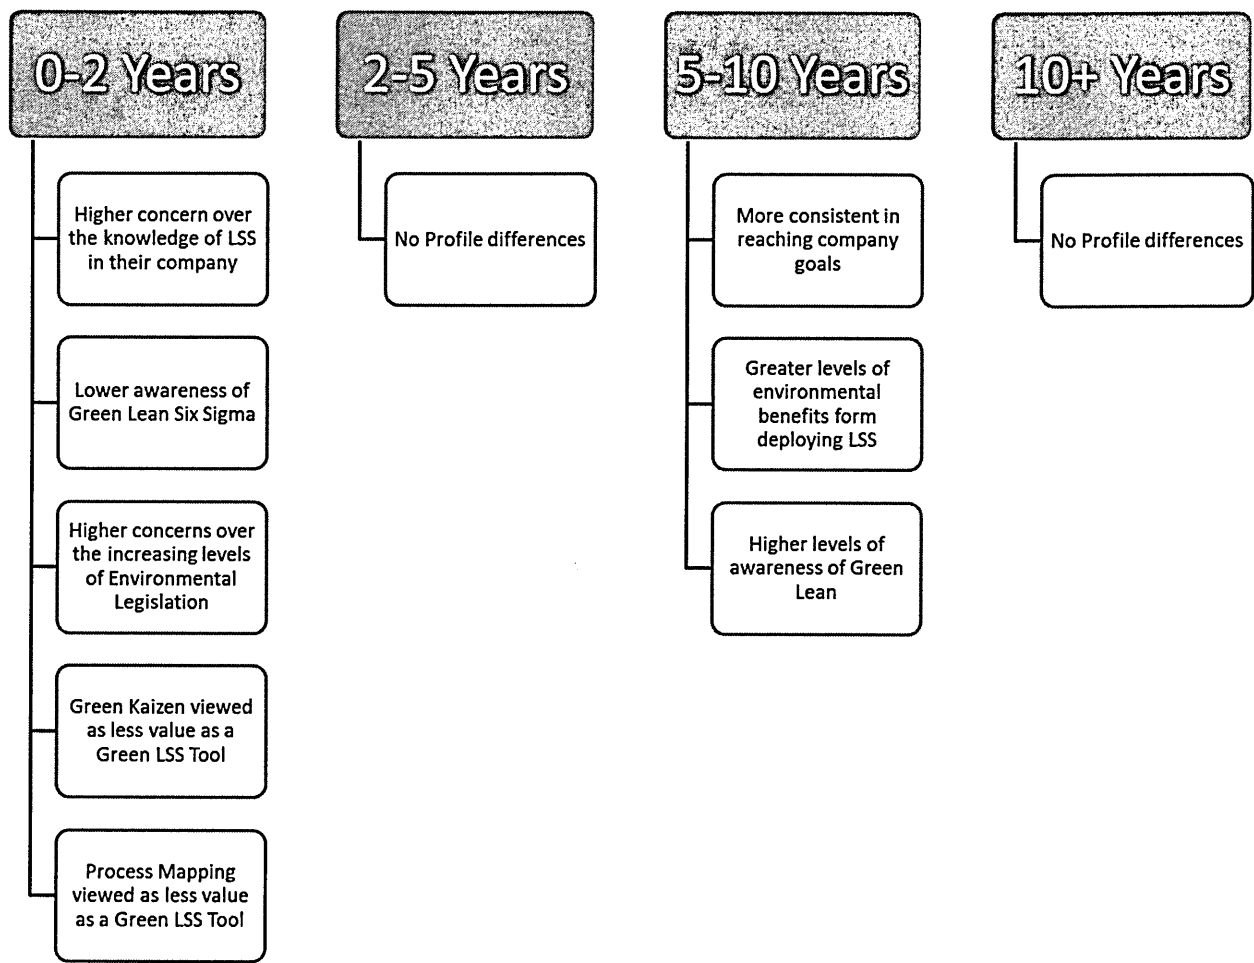 0-2 Years
Higher concern over
the knowledge of LSS
in their company
Lower awareness of
Green Lean Six Sigma
Higher concerns over
the increasing levels
of Environmental
Legislation
Green Kaizen viewed
as less value as a
Green LSS Tool
Process Mapping
viewed as less value
as a Green LSS Tool
2-5 Years
No Profile differences
5-10 Years
More consistent in
reaching company
goals
Greater levels of
environmental
benefits form
deploying LSS
Higher levels of
awareness of Green
Lean
10+ Years
No Profile differences